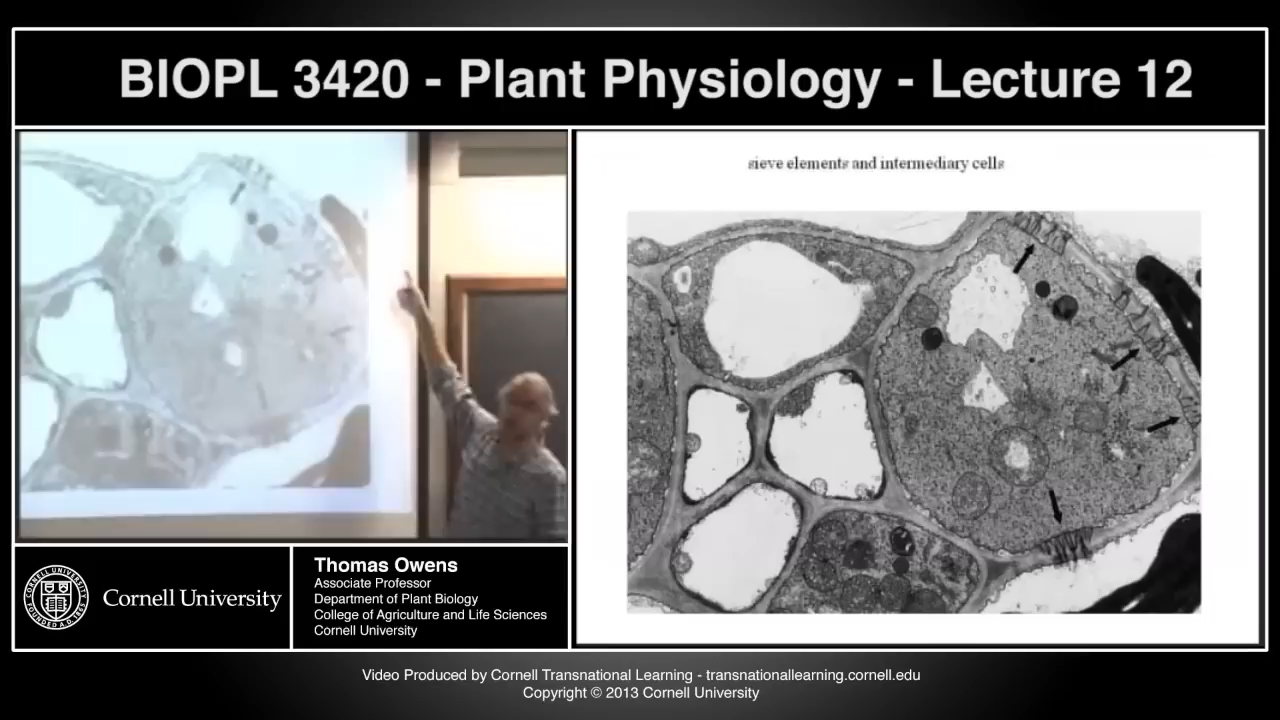 BIOPL 3420 - Plant Physiology - Lecture 12
sieve elements and intermediary cells
Cornell University
Thomas Owens
Associate Professor
Department of Plant Biology
College of Agriculture and Life Sciences
Cornell University
Video Produced by Cornell Transnational Learning - transnationallearning.cornell.edu
Copyright © 2013 Cornell University